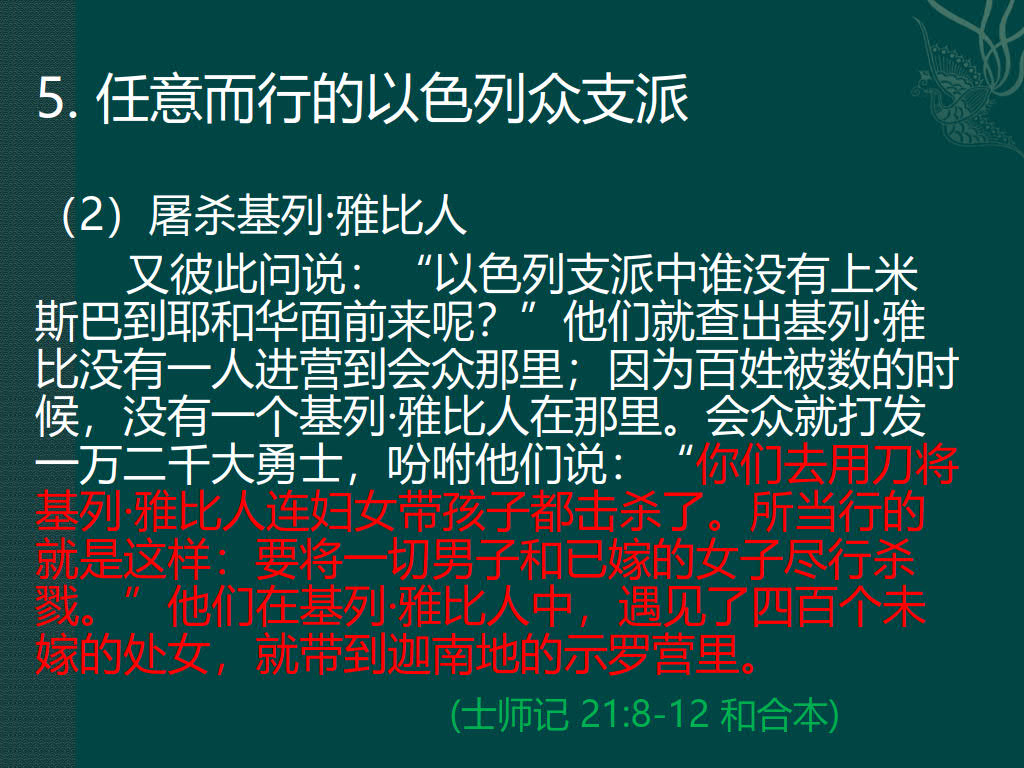 5. 任意而行的以色列众支派
（2）屠杀基列·雅比人
又彼此问说：“以色列支派中谁没有上米
斯巴到耶和华面前来呢？”他们就查出基列·雅
比没有一人进营到会众那里；因为百姓被数的时
候，没有一个基列·雅比人在那里。会众就打发
一万二千大勇士，吩咐他们说：“你们去用刀将
基列·雅比人连妇女带孩子都击杀了。所当行的
就是这样：要将一切男子和已嫁的女子尽行杀
戮。”他们在基列·雅比人中，遇见了四百个未
嫁的处女，就带到迦南地的示罗营里。
(士师记 21:8-12 和合本)